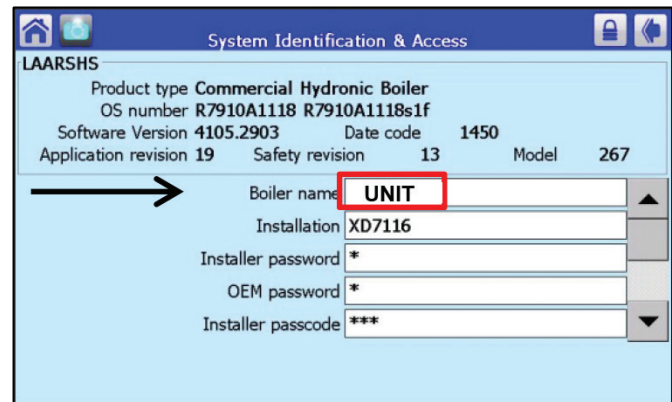 System Identification & Access
LAARSHS
Product type Commercial Hydronic Boiler
OS number R7910A1118 R7910A1118s1f
Software Version 4105.2903 Date code 1450
Application revision 19 Safety revision 13 Model 267
Boiler name UNIT
Installation XD7116
Installer password *
OEM password *
Installer passcode ***